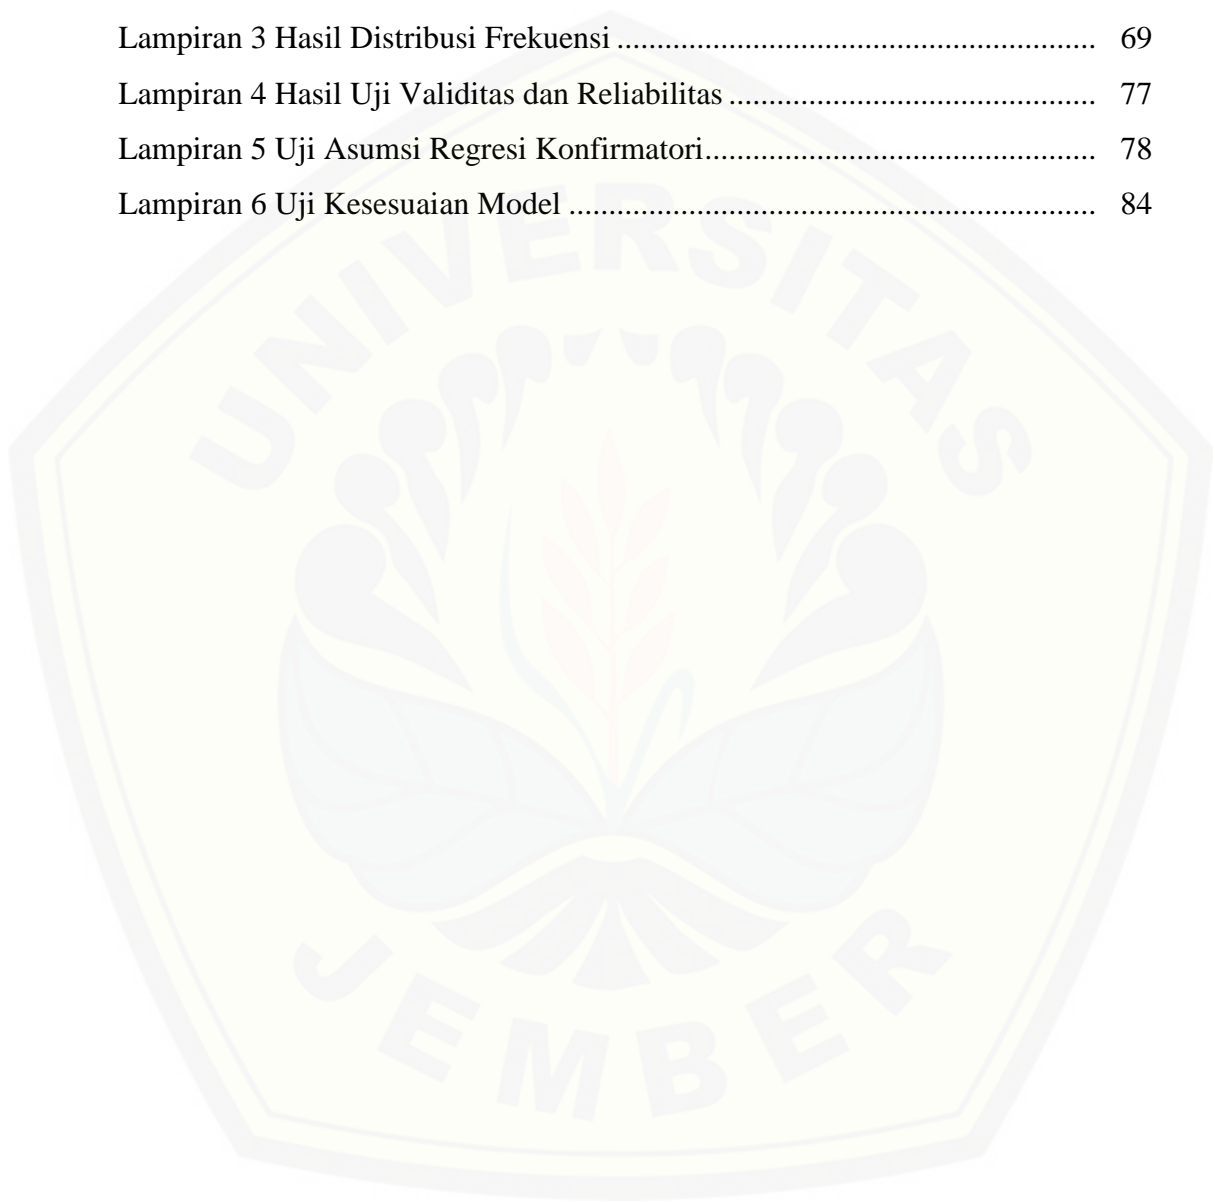 Lampiran 3 Hasil Distribusi Frekuensi ............................................................ 69
Lampiran 4 Hasil Uji Validitas dan Reliabilitas .............................................. 77
Lampiran 5 Uji Asumsi Regresi Konfirmatori................................................. 78
Lampiran 6 Uji Kesesuaian Model .................................................................. 84
UNIVERSITAS
JEMBER